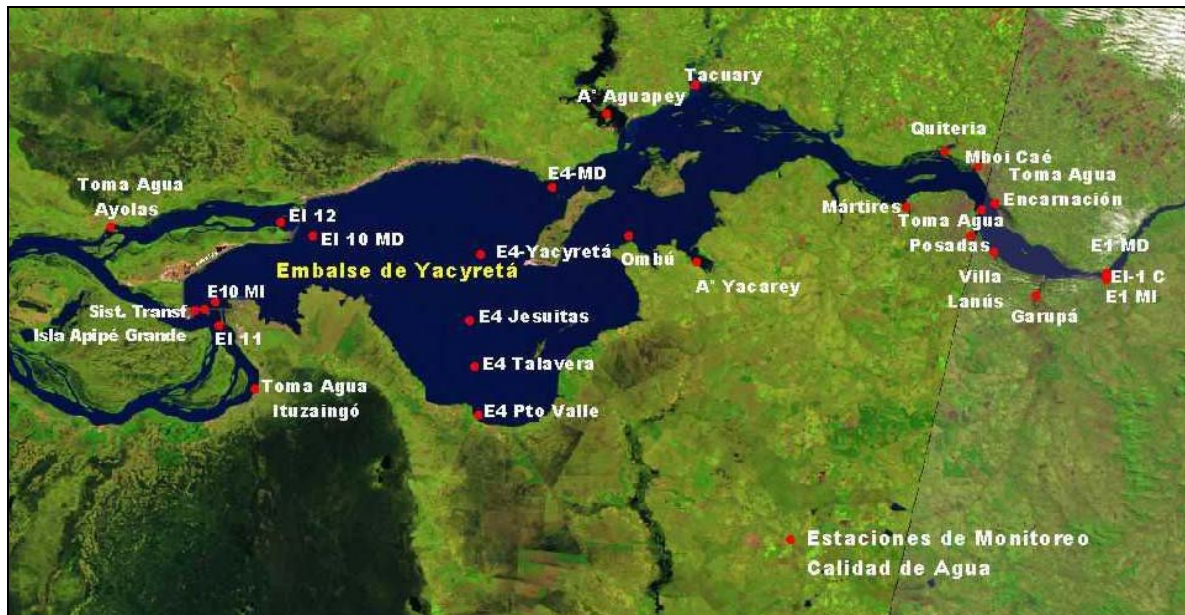 Tacuary
A° Aguapey
Quiteria
Mboi Caé
Toma Agua
Encarnación
E4-MD
Toma Agua
Ayolas
El 12
El 10 MD
Mártires
Toma Agua
Posadas
E4-Yacyretá
Ombú
E1 MD
Embalse de Yacyretá
A° Yacarey
Villa
Lanús
EI-1 C
E1 MI
Garupá
E10 MI
Sist. Transf.
Isla Apipé Grande
El 11
E4 Jesuitas
E4 Talavera
Toma Agua
Ituzaingó
E4 Pto Valle
Estaciones de Monitoreo
Calidad de Agua